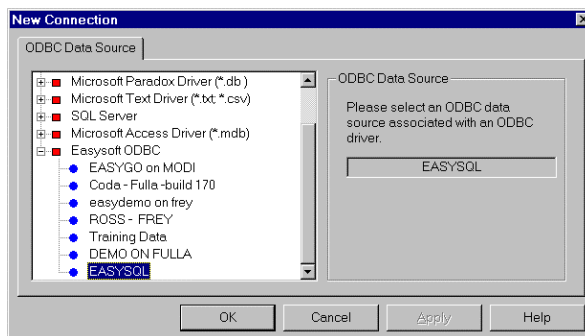 New Connection
ODBC Data Source
Microsoft Paradox Driver (*.db )
Microsoft Text Driver (*.txt; *.csv)
SQL Server
Microsoft Access Driver (*.mdb)
Easysoft ODBC
EASYGO on MODI
Coda - Fulla -build 170
easydemo on frey
ROSS - FREY
Training Data
DEMO ON FULLA
EASYSQL
ODBC Data Source
Please select an ODBC data
source associated with an ODBC
driver.
EASYSQL
OK
Cancel
Apply
Help